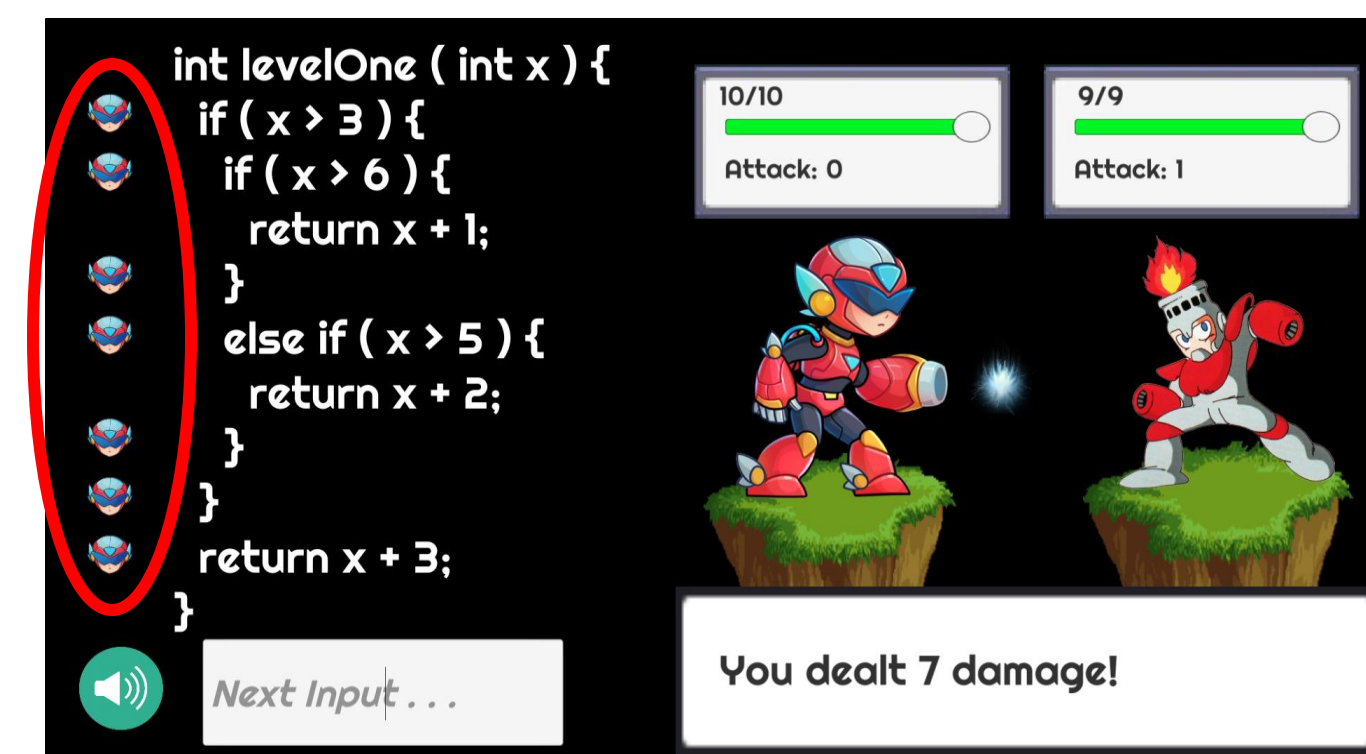 int levelOne ( int x ) {
if ( x > 3 ) {
if ( x > 6 ) {
return x + 1;
}
else if ( x > 5 ) {
return x + 2;
}
}
return x + 3;
}
Next Input . . .
10/10
Attack: 0
9/9
Attack: 1
You dealt 7 damage!